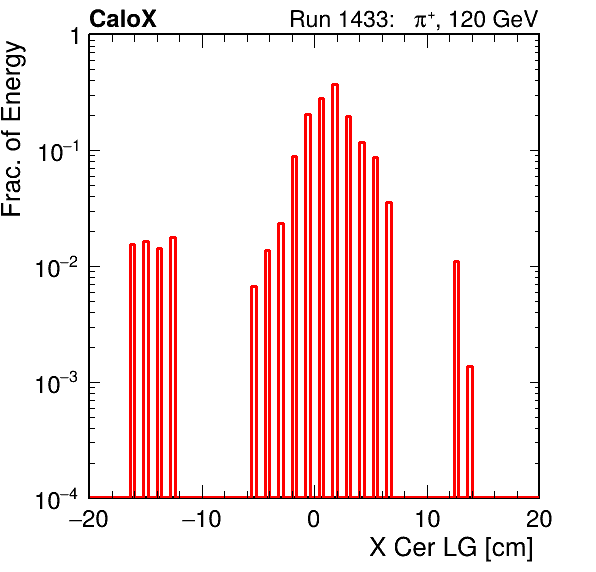 CaloX Run 1433: π⁺, 120 GeV
Frac. of Energy
1
10⁻¹
10⁻²
10⁻³
10⁻⁴
−20 −10 0 10 20
X Cer LG [cm]